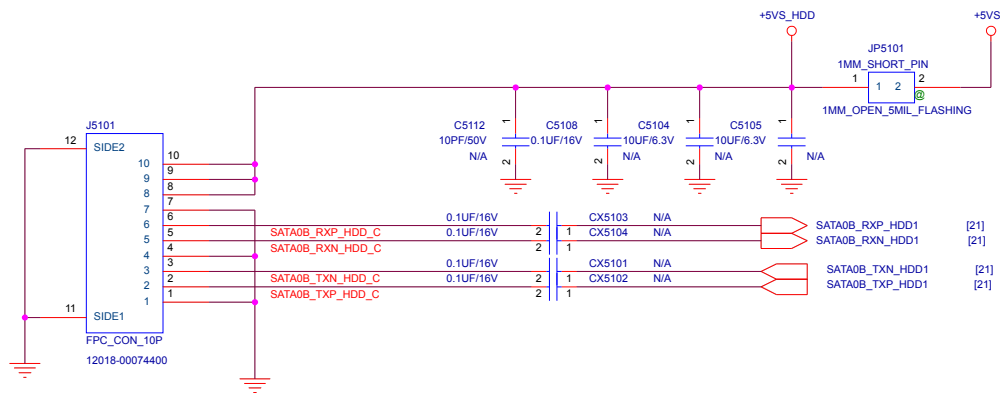 +5VS_HDD
+5VS
JP5101
1MM_SHORT_PIN
1 2
1 2
@
1MM_OPEN_5MIL_FLASHING
C5112
10PF/50V
N/A
1
2
C5108
0.1UF/16V
N/A
1
2
C5104
10UF/6.3V
N/A
1
2
C5105
10UF/6.3V
N/A
1
2
J5101
12
SIDE2
10 10
9 9
8 8
7 7
6 6
5 5
4 4
3 3
2 2
1 1
11
SIDE1
FPC_CON_10P
12018-00074400
0.1UF/16V 2 1 CX5103 N/A SATA0B_RXP_HDD1 [21]
SATA0B_RXP_HDD_C
0.1UF/16V 2 1 CX5104 N/A SATA0B_RXN_HDD1 [21]
SATA0B_RXN_HDD_C
0.1UF/16V 2 1 CX5101 N/A SATA0B_TXN_HDD1 [21]
SATA0B_TXN_HDD_C
0.1UF/16V 2 1 CX5102 N/A SATA0B_TXP_HDD1 [21]
SATA0B_TXP_HDD_C